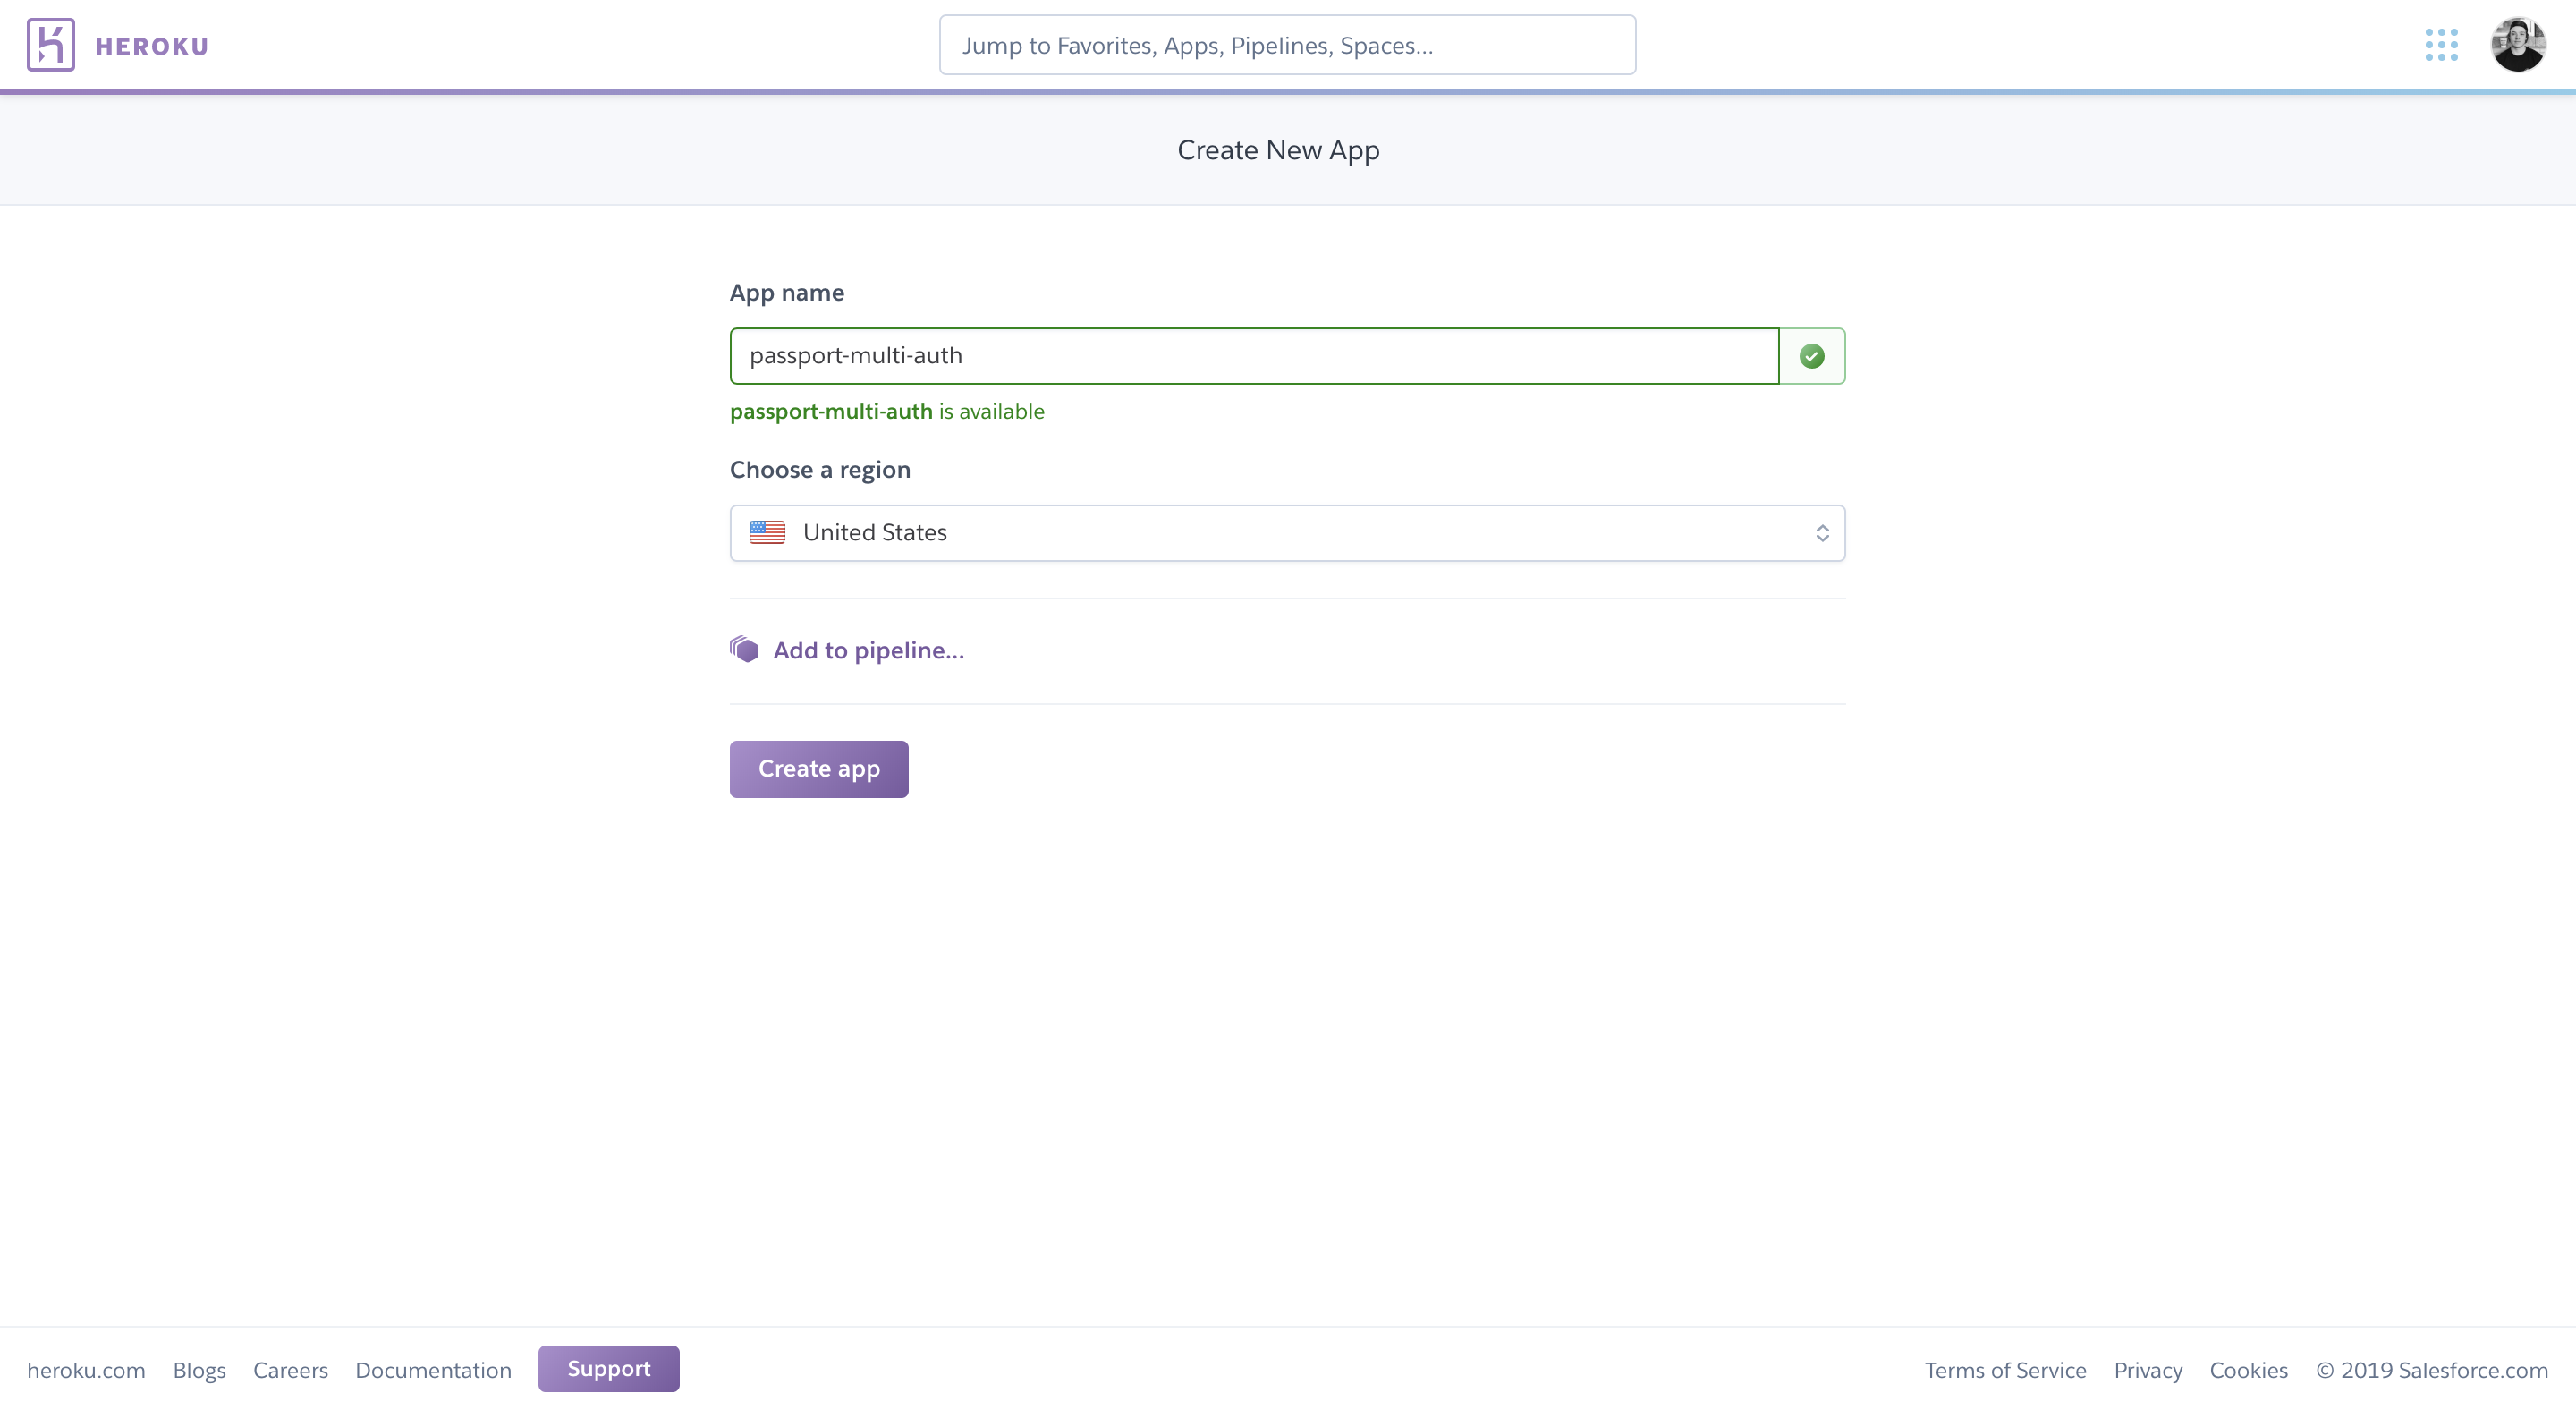 HEROKU
Jump to Favorites, Apps, Pipelines, Spaces...
Create New App
App name
passport-multi-auth
passport-multi-auth is available
Choose a region
United States
Add to pipeline...
Create app
heroku.com Blogs Careers Documentation Support Terms of Service Privacy Cookies © 2019 Salesforce.com